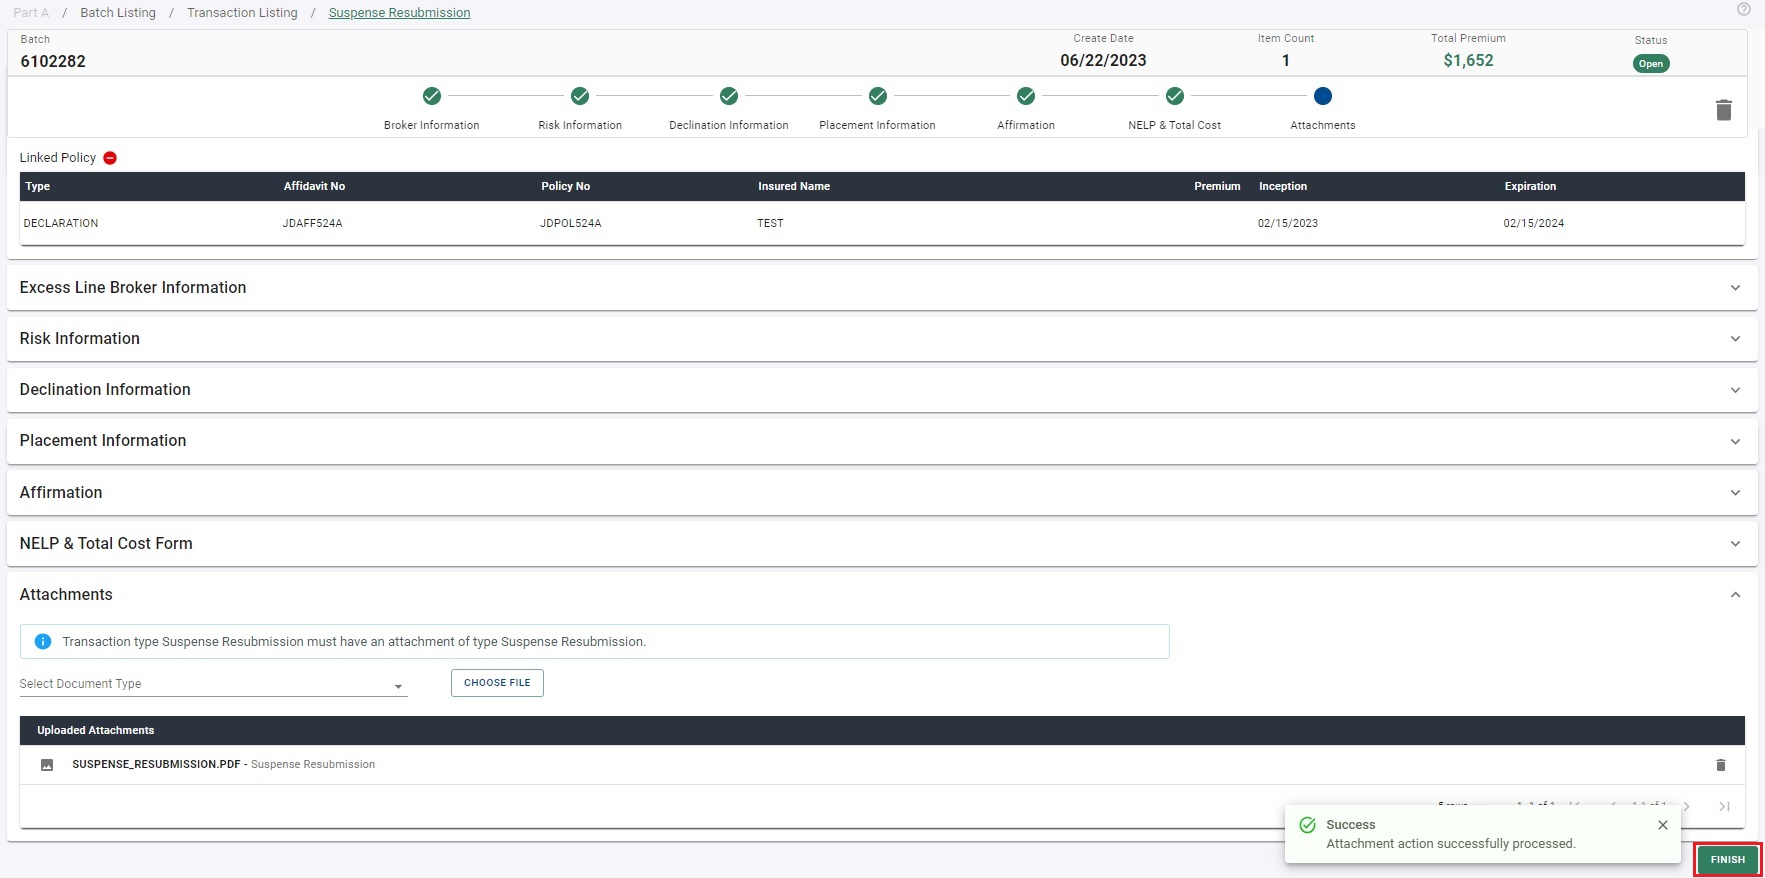 Part A / Batch Listing / Transaction Listing / Suspense Resubmission
Batch
6102282
Create Date
06/22/2023
Item Count
1
Total Premium
$1,652
Status
Open
Broker Information
Risk Information
Declination Information
Placement Information
Affirmation
NELP & Total Cost
Attachments
Linked Policy
Type Affidavit No Policy No Insured Name Premium Inception Expiration
DECLARATION JDAFF524A JDPOL524A TEST 02/15/2023 02/15/2024
Excess Line Broker Information
Risk Information
Declination Information
Placement Information
Affirmation
NELP & Total Cost Form
Attachments
Transaction type Suspense Resubmission must have an attachment of type Suspense Resubmission.
Select Document Type
CHOOSE FILE
Uploaded Attachments
SUSPENSE_RESUBMISSION.PDF - Suspense Resubmission
Success
Attachment action successfully processed.
FINISH